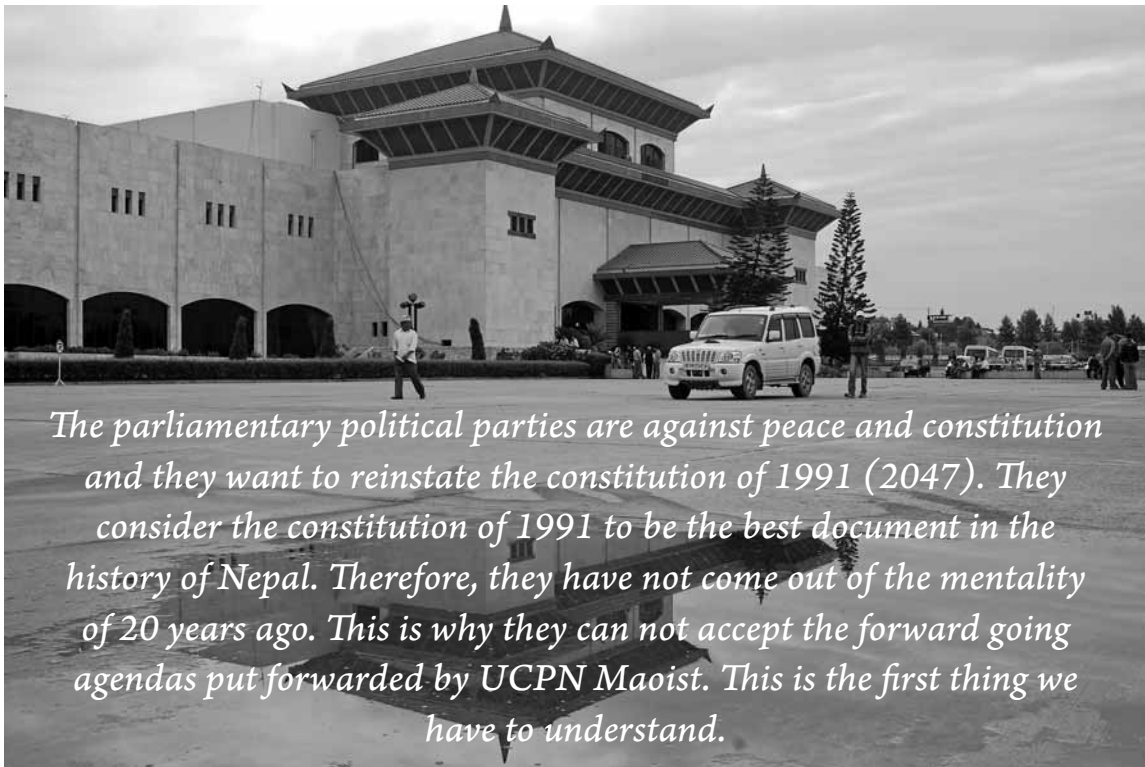 The parliamentary political parties are against peace and constitution
and they want to reinstate the constitution of 1991 (2047). They
consider the constitution of 1991 to be the best document in the
history of Nepal. Therefore, they have not come out of the mentality
of 20 years ago. This is why they can not accept the forward going
agendas put forwarded by UCPN Maoist. This is the first thing we
have to understand.